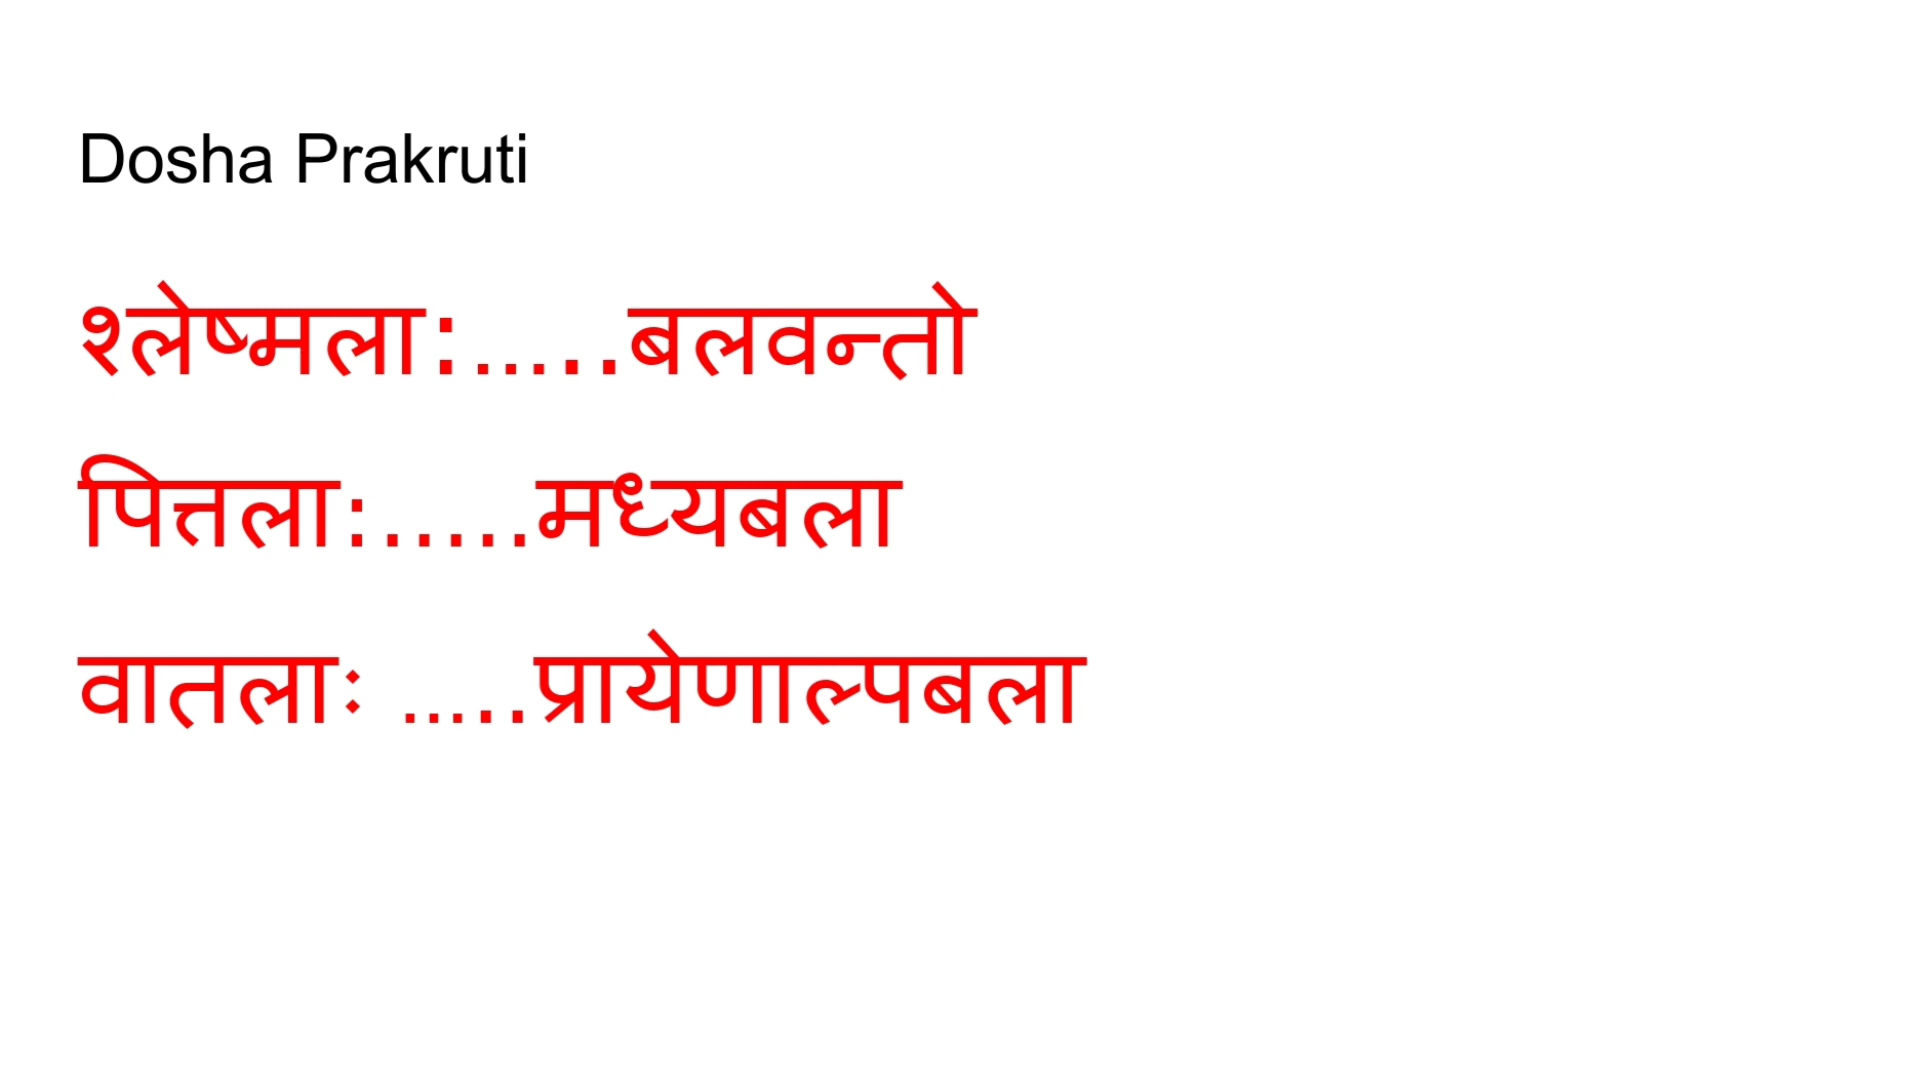 Dosha Prakruti
श्लेष्मला:.....बलवन्तो
पित्तला:.....मध्यबला
वातलाः .....प्रायेणाल्पबला